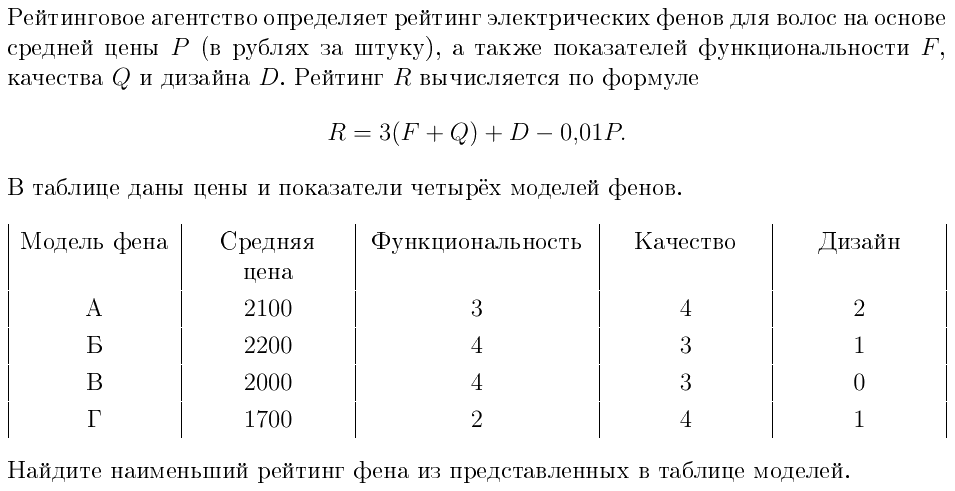 Рейтинговое агентство определяет рейтинг электрических фенов для волос на основе
средней цены P (в рублях за штуку), а также показателей функциональности F,
качества Q и дизайна D. Рейтинг R вычисляется по формуле
R = 3(F + Q) + D − 0,01P.
В таблице даны цены и показатели четырёх моделей фенов.
Модель фена Средняя цена Функциональность Качество Дизайн
А 2100 3 4 2
Б 2200 4 3 1
В 2000 4 3 0
Г 1700 2 4 1
Найдите наименьший рейтинг фена из представленных в таблице моделей.